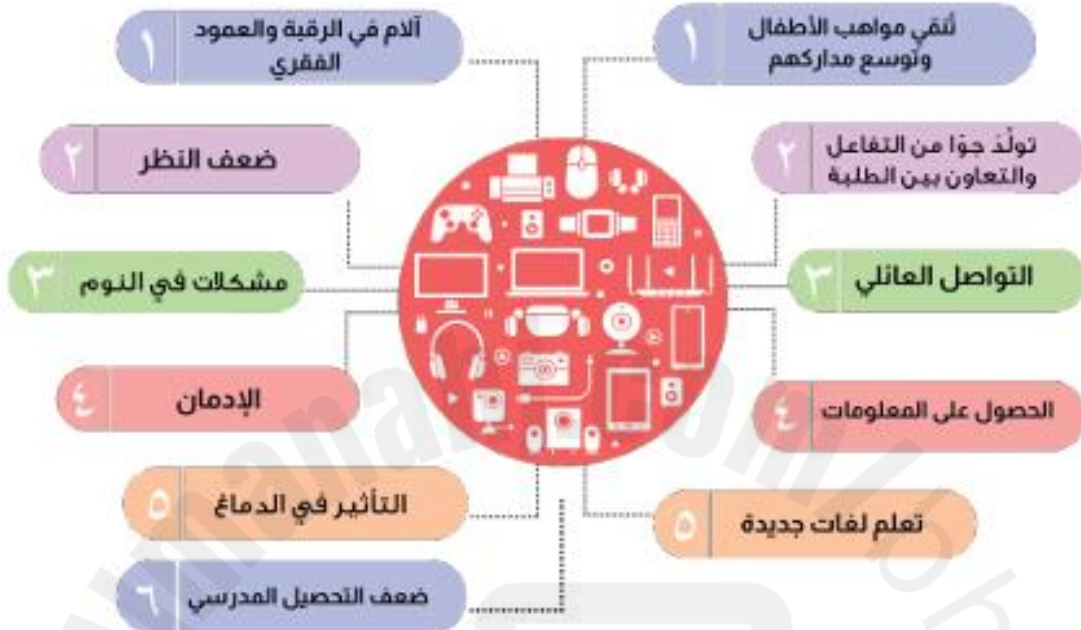 ١
تُنمّي مواهب الأطفال
وتوسع مداركهم
٢
تولّد جوًا من التفاعل
والتعاون بين الطلبة
٣
التواصل العائلي
٤
الحصول على المعلومات
٥
تعلم لغات جديدة
١
آلام في الرقبة والعمود
الفقري
٢
ضعف النظر
٣
مشكلات في النوم
٤
الإدمان
٥
التأثير في الدماغ
٦
ضعف التحصيل المدرسي